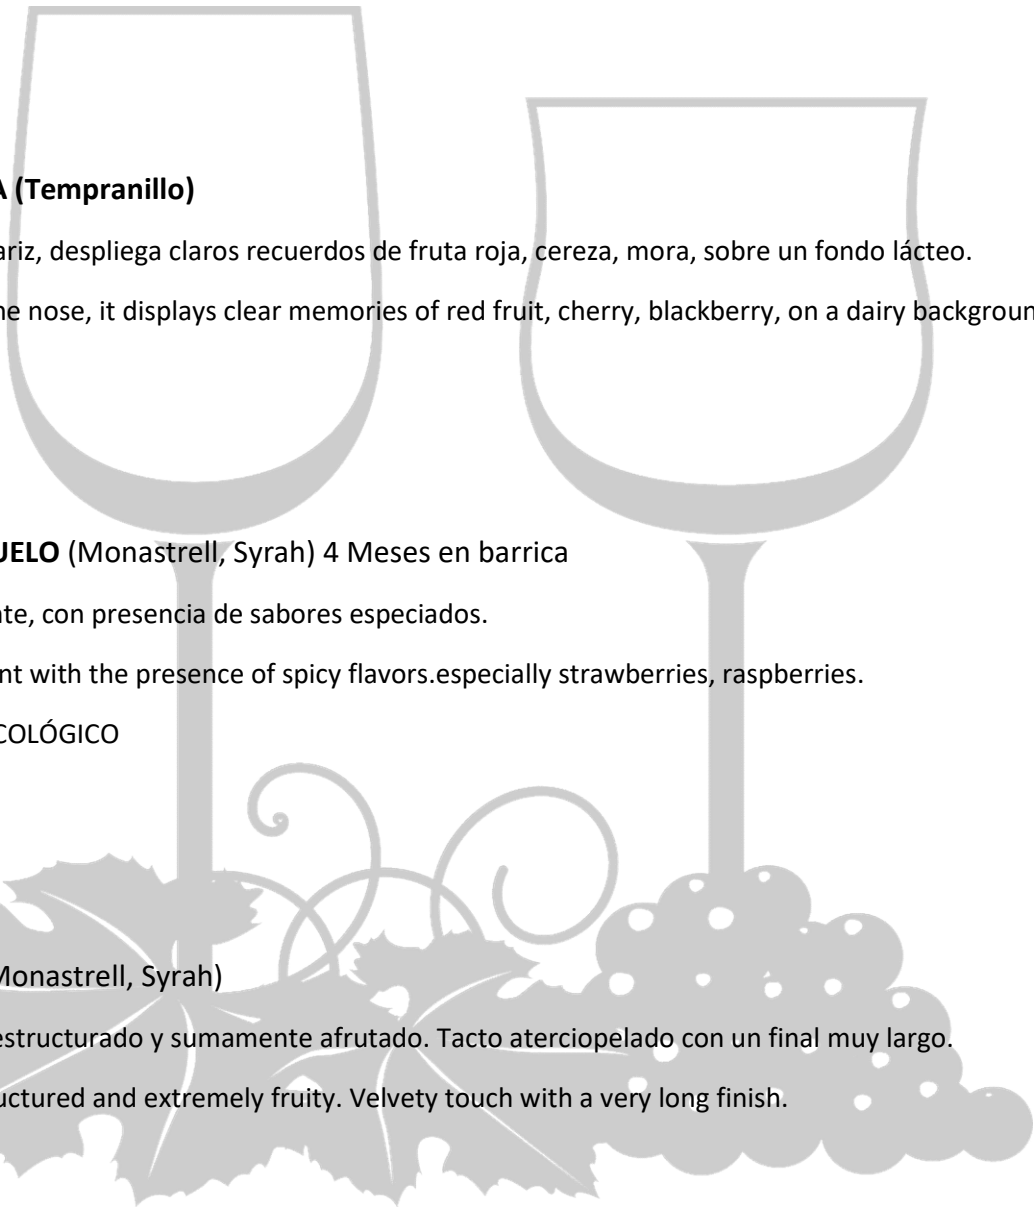 A (Tempranillo)
ariz, despliega claros recuerdos de fruta roja, cereza, mora, sobre un fondo lácteo.
he nose, it displays clear memories of red fruit, cherry, blackberry, on a dairy backgroun
UELO (Monastrell, Syrah) 4 Meses en barrica
nte, con presencia de sabores especiados.
nt with the presence of spicy flavors.especially strawberries, raspberries.
COLÓGICO
Monastrell, Syrah)
estructurado y sumamente afrutado. Tacto aterciopelado con un final muy largo.
uctured and extremely fruity. Velvety touch with a very long finish.